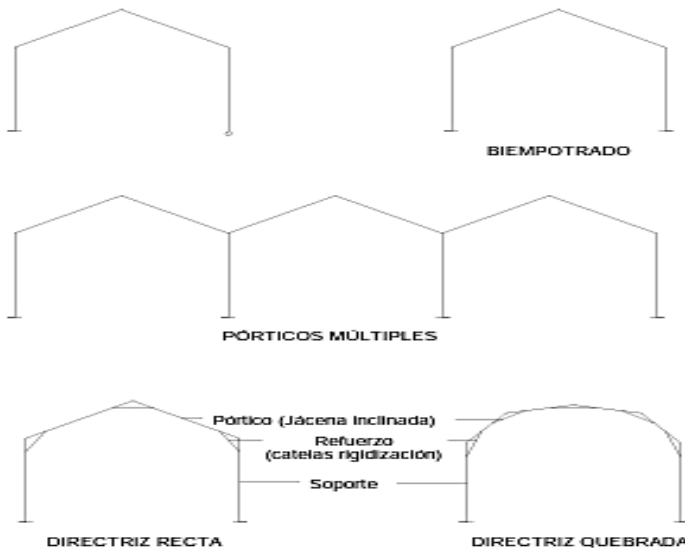 BIEMPOTRADO
PÓRTICOS MÚLTIPLES
Pórtico (Jácena Inclinada)
Refuerzo
(catelas rigidización)
Soporte
DIRECTRIZ RECTA
DIRECTRIZ QUEBRADA